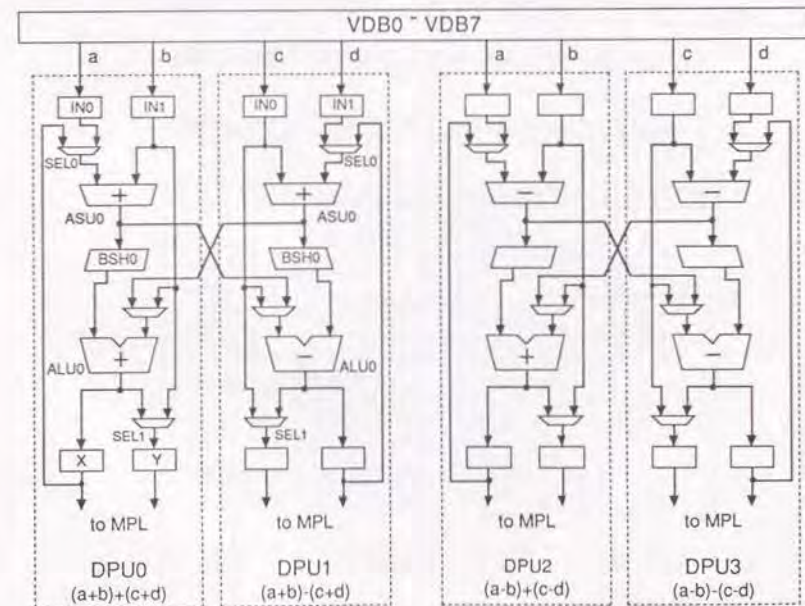 VDB0 ~ VDB7
a b c d a b c d
IN0 IN1 IN0 IN1
SEL0 SEL0
+ + − −
ASU0 ASU0
BSH0 BSH0
+ − + −
ALU0 ALU0
SEL1 SEL1
X Y
to MPL to MPL to MPL to MPL
DPU0 DPU1 DPU2 DPU3
(a+b)+(c+d) (a+b)-(c+d) (a-b)+(c-d) (a-b)-(c-d)